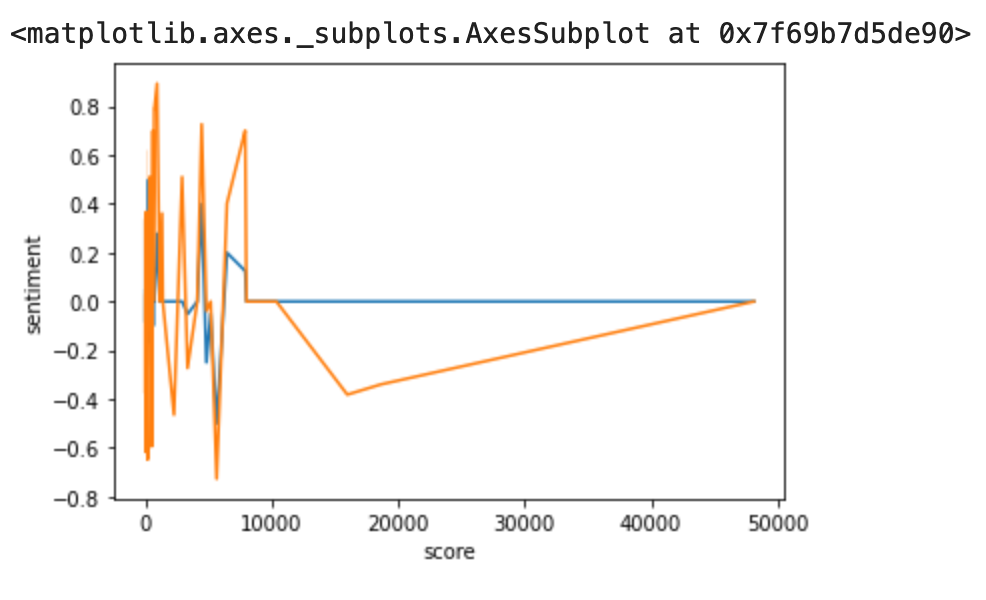 <matplotlib.axes._subplots.AxesSubplot at 0x7f69b7d5de90>
0.8
0.6
0.4
0.2
0.0
−0.2
−0.4
−0.6
−0.8
sentiment
0 10000 20000 30000 40000 50000
score